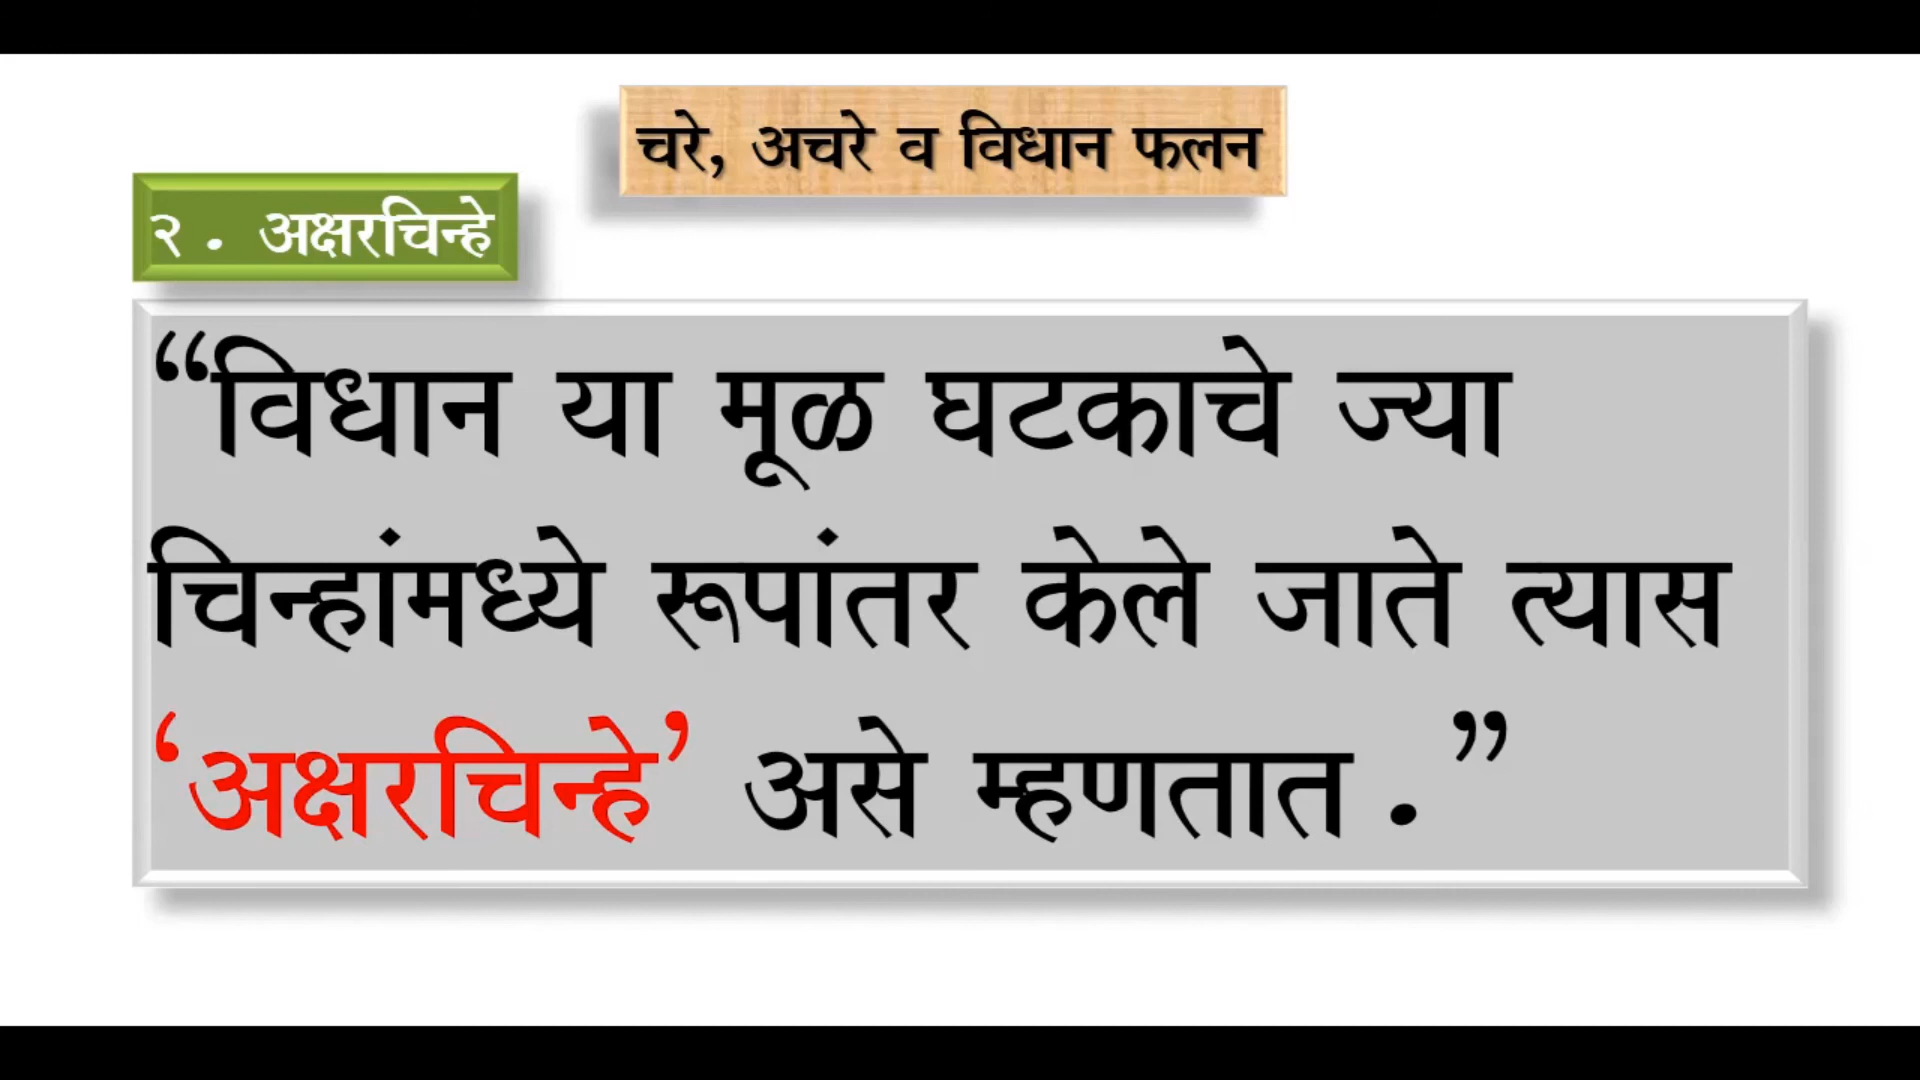 चरे, अचरे व विधान फलन
२. अक्षरचिन्हे
“विधान या मूळ घटकाचे ज्या
चिन्हांमध्ये रूपांतर केले जाते त्यास
‘अक्षरचिन्हे’ असे म्हणतात.”